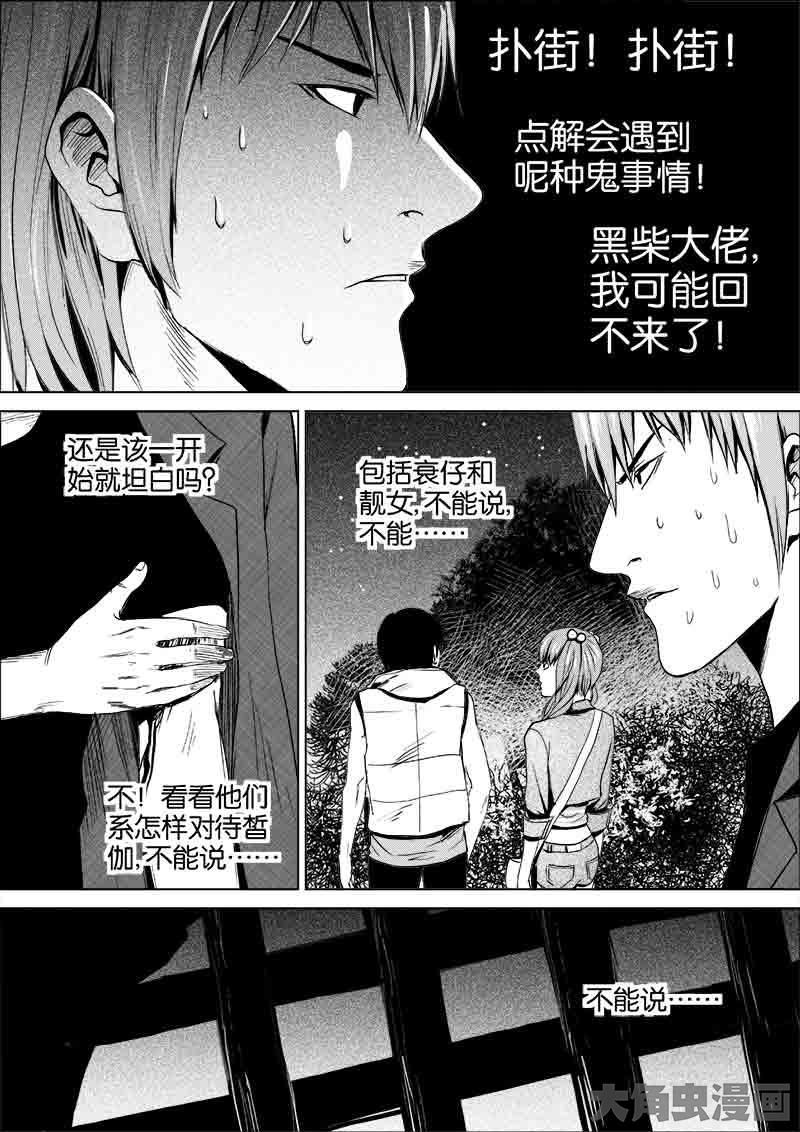 扑街！扑街！
点解会遇到
呢种鬼事情！
黑柴大佬，
我可能回
不来了！
还是该一开
始就坦白吗？
不！看看他们
系怎样对待皙
伽，不能说……
包括衰仔和
靓女，不能说，
不能……
不能说……
大角虫漫画